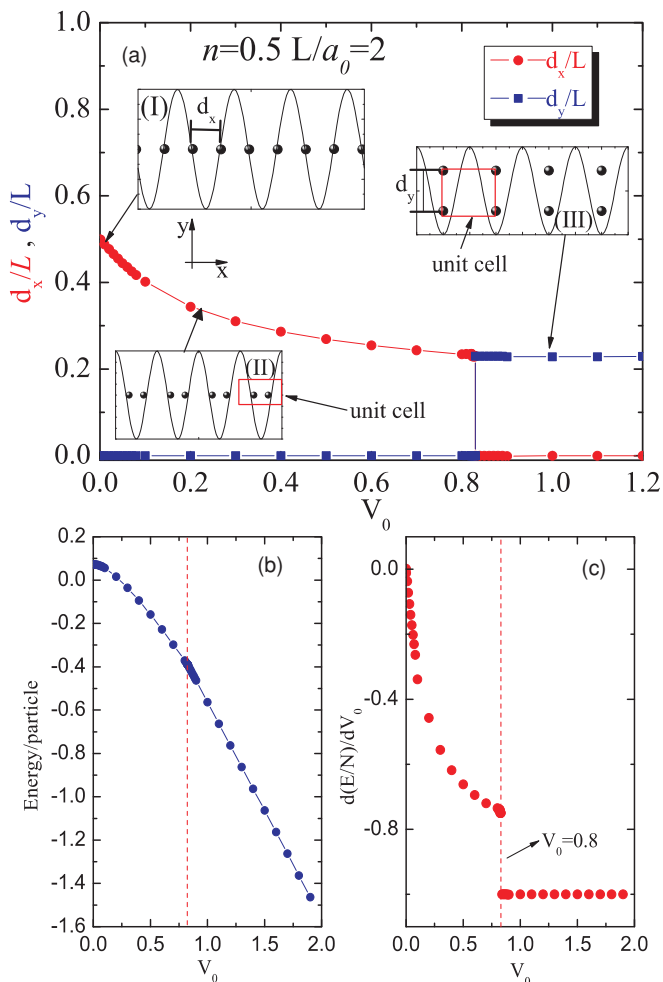 (a) n=0.5 L/a₀=2
dₓ/L
d_y/L
(I)
dₓ
d_y
(III)
unit cell
y
x
(II)
unit cell
dₓ/L , d_y/L
1.0
0.8
0.6
0.4
0.2
0.0
0.0 0.2 0.4 0.6 0.8 1.0 1.2
V₀
(b)
Energy/particle
0.2
0.0
-0.2
-0.4
-0.6
-0.8
-1.0
-1.2
-1.4
-1.6
0.0 0.5 1.0 1.5 2.0
V₀
(c)
d(E/N)/dV₀
0.0
-0.4
-0.8
V₀=0.8
0.0 0.5 1.0 1.5 2.0
V₀